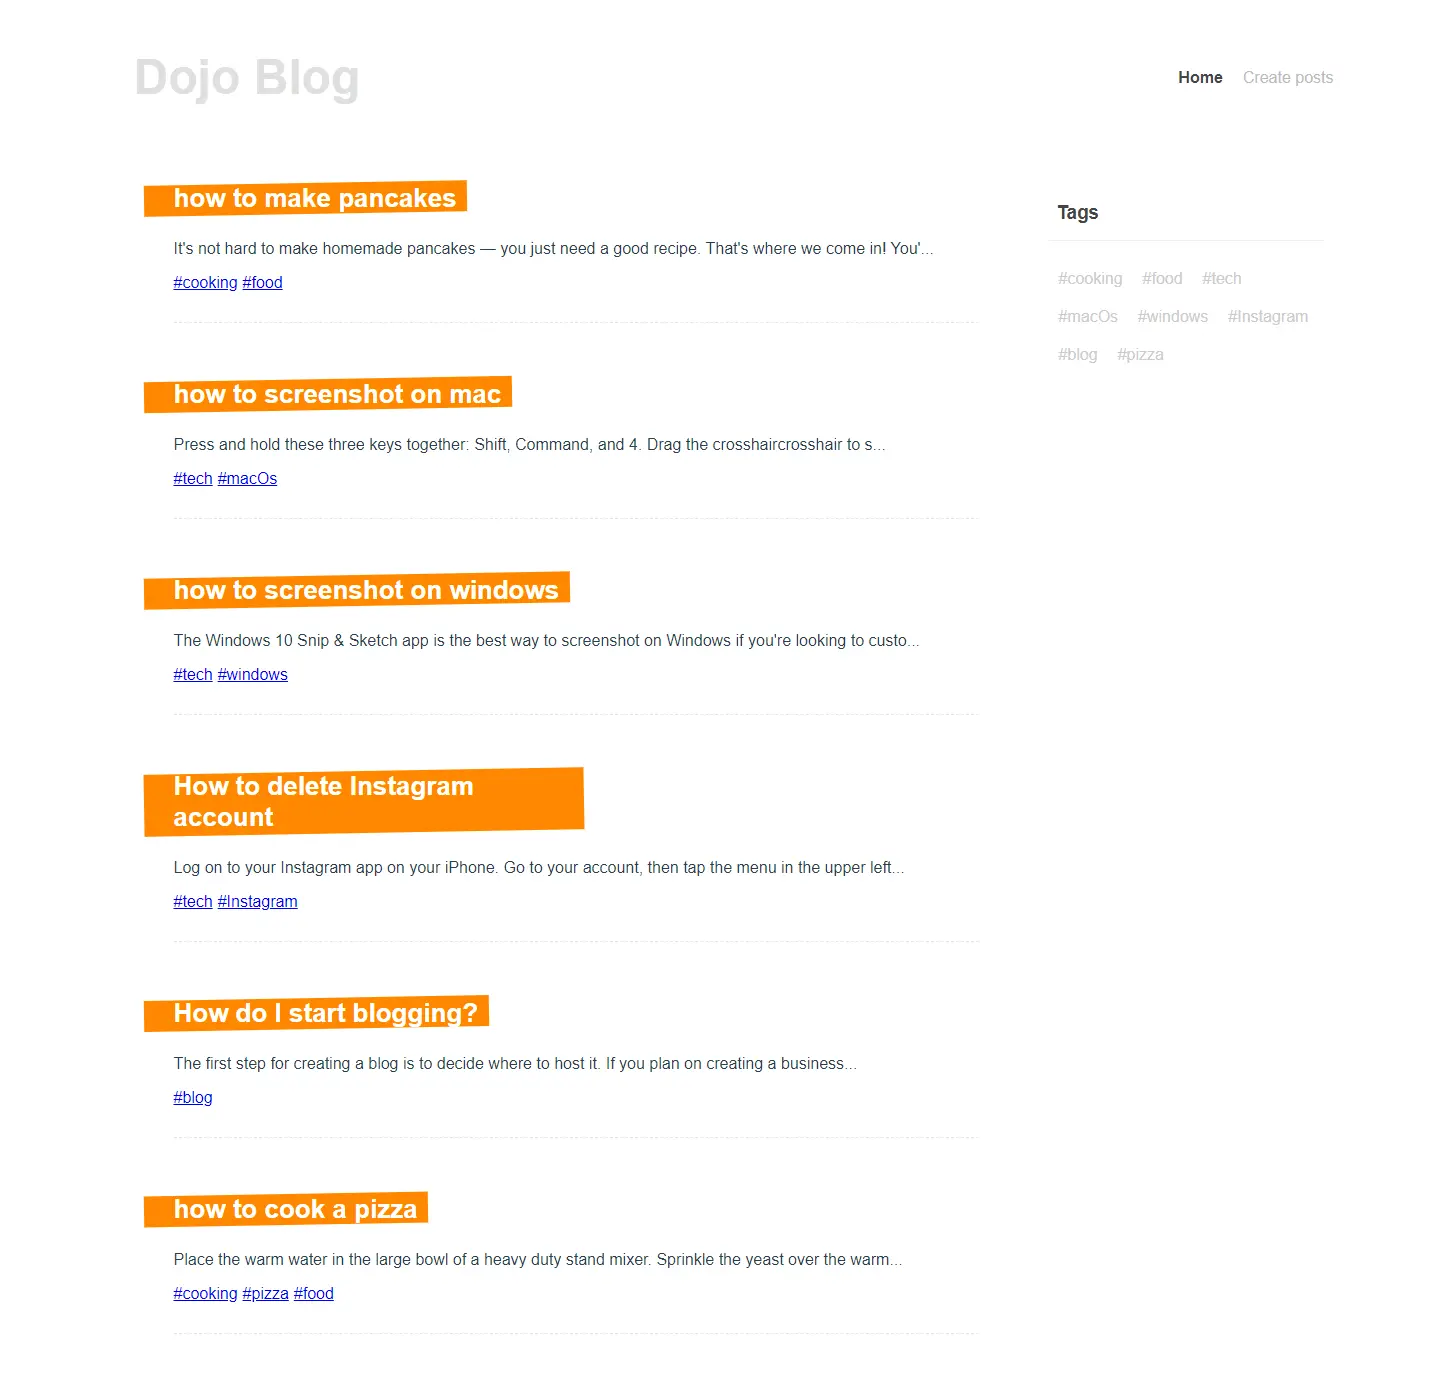 Dojo Blog
Home Create posts
how to make pancakes
It's not hard to make homemade pancakes — you just need a good recipe. That's where we come in! You'...
#cooking #food
how to screenshot on mac
Press and hold these three keys together: Shift, Command, and 4. Drag the crosshaircrosshair to s...
#tech #macOs
how to screenshot on windows
The Windows 10 Snip & Sketch app is the best way to screenshot on Windows if you're looking to custo...
#tech #windows
How to delete Instagram
account
Log on to your Instagram app on your iPhone. Go to your account, then tap the menu in the upper left...
#tech #Instagram
How do I start blogging?
The first step for creating a blog is to decide where to host it. If you plan on creating a business...
#blog
how to cook a pizza
Place the warm water in the large bowl of a heavy duty stand mixer. Sprinkle the yeast over the warm...
#cooking #pizza #food
Tags
#cooking #food #tech
#macOs #windows #Instagram
#blog #pizza